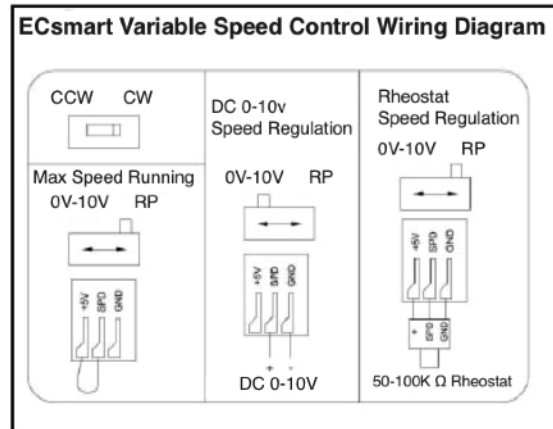 ECsmart Variable Speed Control Wiring Diagram
CCW CW
Max Speed Running
0V-10V RP
+5V SPD GND
DC 0-10v
Speed Regulation
0V-10V RP
+5V SPD GND
+ -
DC 0-10V
Rheostat
Speed Regulation
0V-10V RP
+5V SPD GND
+ SPD GND
50-100K Ω Rheostat